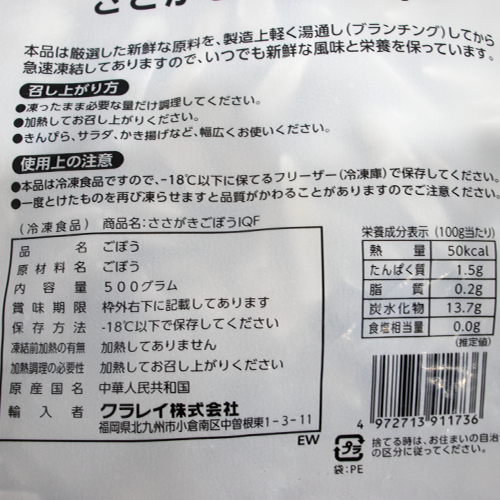 本品は厳選した新鮮な原料を、製造上軽く湯通し(ブランチング)してから
急速凍結してありますので、いつでも新鮮な風味と栄養を保っています。
召し上がり方
●凍ったまま必要な量だけ調理してください。
●加熱してお召し上がりください。
●きんぴら、サラダ、かき揚げなど、幅広くお使いください。
使用上の注意
●本品は冷凍食品ですので、-18℃以下に保てるフリーザー(冷凍庫)で保存してください。
●一度とけたものを再び凍らせますと品質がかわることがありますのでご注意ください。
(冷凍食品) 商品名:ささがきごぼうIQF
品名 ごぼう
原材料名 ごぼう
内容量 500グラム
賞味期限 枠外右下に記載してあります
保存方法 -18℃以下で保存してください
凍結前加熱の有無 加熱してありません
加熱調理の必要性 加熱してお召し上がりください
原産国名 中華人民共和国
輸入者 クラレイ株式会社
福岡県北九州市小倉南区中曽根東1-3-11
EW
栄養成分表示 (100g当たり)
熱量 50kcal
たんぱく質 1.5g
脂質 0.2g
炭水化物 13.7g
食塩相当量 0.0g
(推定値)
4 972713 911736
プラ
袋:PE
捨てる時は、お住まいの自治
の区分に従ってください。